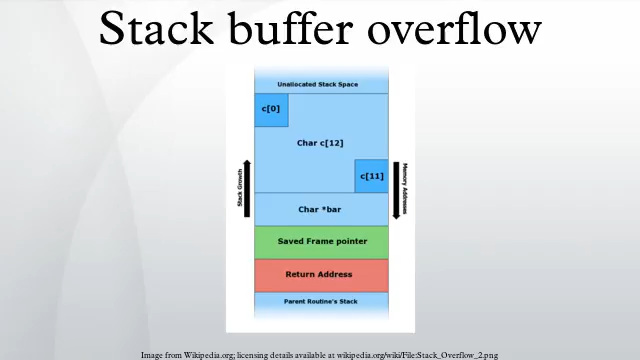 Stack buffer overflow
Unallocated Stack Space
c[0]
Char c[12]
c[11]
Stack Growth
Memory Addresses
Char *bar
Saved Frame pointer
Return Address
Parent Routine's Stack
Image from Wikipedia.org; licensing details available at wikipedia.org/wiki/File:Stack_Overflow_2.png